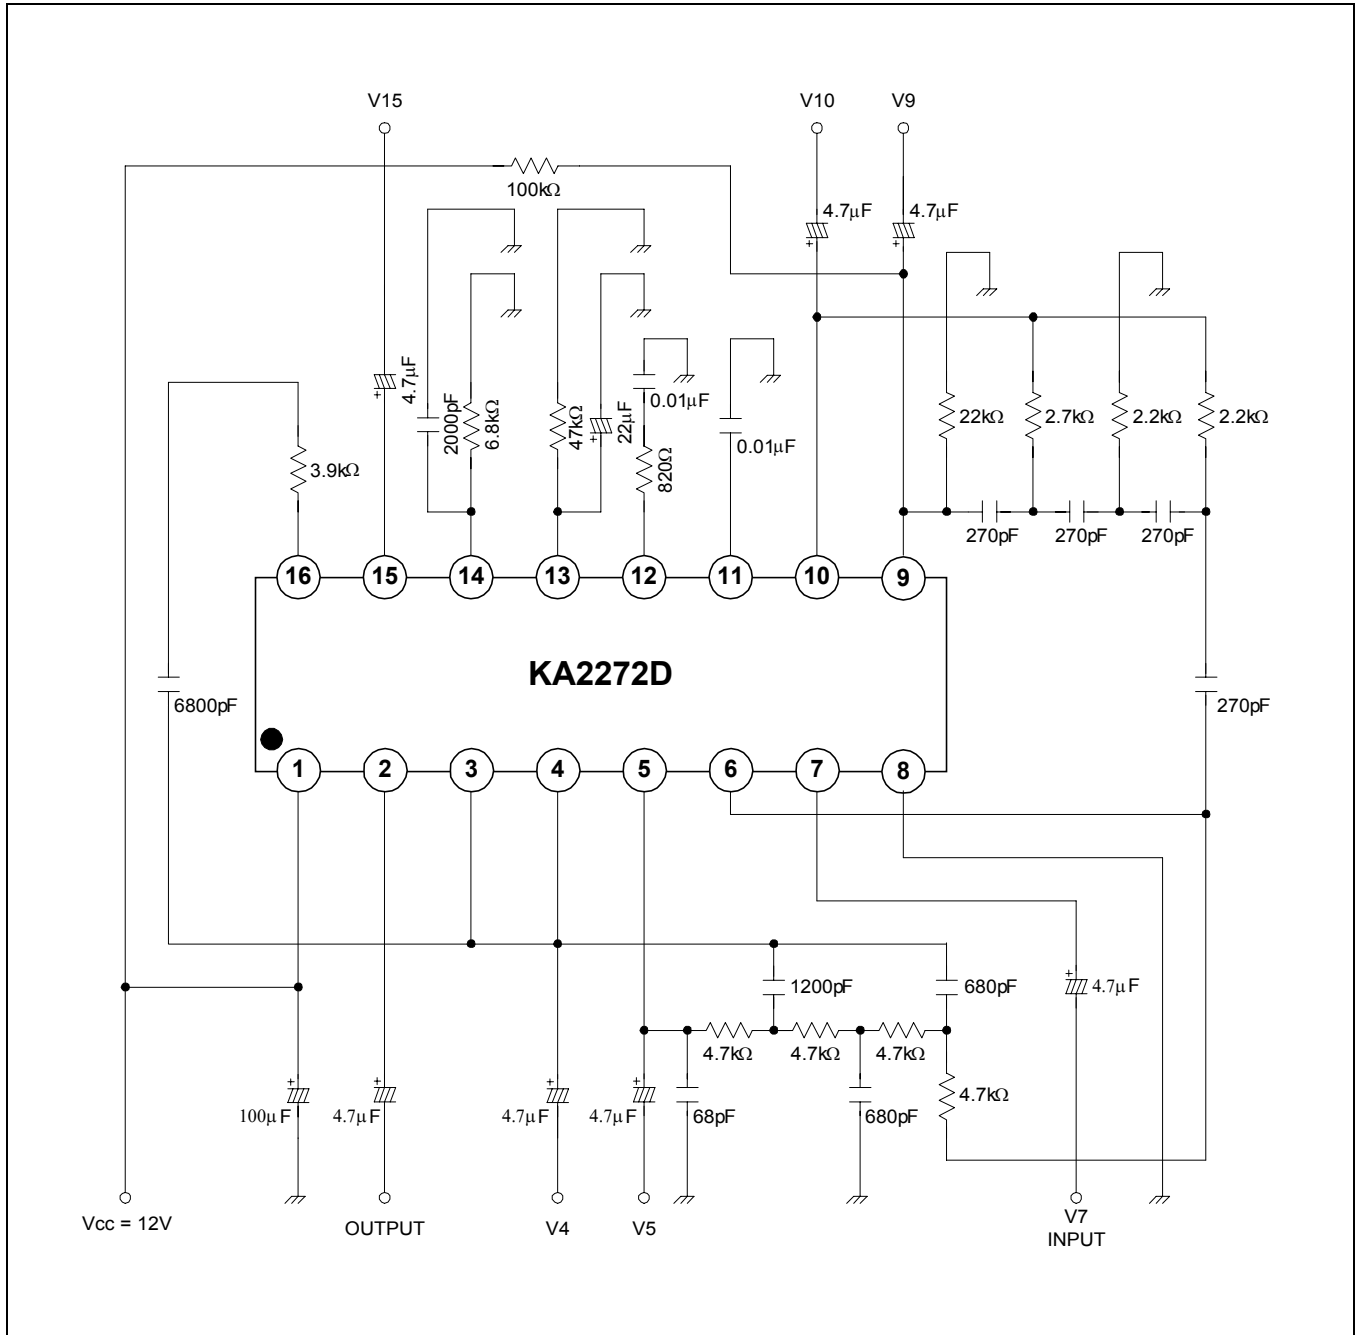 V15
V10
V9
100kΩ
4.7µF
4.7µF
+
+
4.7µF
+
2000pF
6.8kΩ
47kΩ
22µF
+
0.01µF
820Ω
0.01µF
22kΩ
2.7kΩ
2.2kΩ
2.2kΩ
3.9kΩ
270pF
270pF
270pF
16
15
14
13
12
11
10
9
KA2272D
6800pF
270pF
1
2
3
4
5
6
7
8
1200pF
680pF
+
4.7µF
4.7kΩ
4.7kΩ
4.7kΩ
+
100µF
+
4.7µF
+
4.7µF
+
4.7µF
68pF
680pF
4.7kΩ
Vcc = 12V
OUTPUT
V4
V5
V7
INPUT